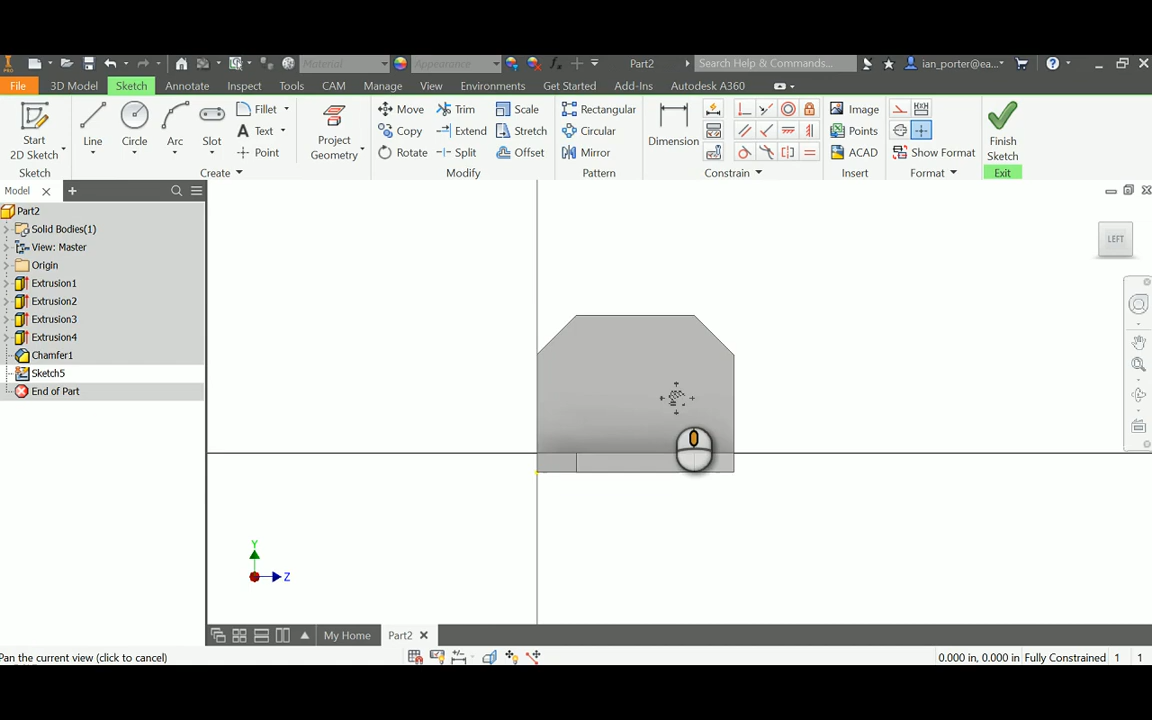 PRO Material Appearance Part2 Search Help & Commands... ian_porter@ea...
File 3D Model Sketch Annotate Inspect Tools CAM Manage View Environments Get Started Add-Ins Autodesk A360
Start
2D Sketch
Line
Circle
Arc
Slot
Fillet
Text
Point
Project
Geometry
Move
Copy
Rotate
Trim
Extend
Split
Scale
Stretch
Offset
Rectangular
Circular
Mirror
Dimension
Image
Points
ACAD
Show Format
Finish
Sketch
Sketch Create Modify Pattern Constrain Insert Format Exit
Model
Part2
Solid Bodies(1)
View: Master
Origin
Extrusion1
Extrusion2
Extrusion3
Extrusion4
Chamfer1
Sketch5
End of Part
LEFT
Y
Z
My Home Part2
Pan the current view (click to cancel) 0.000 in, 0.000 in Fully Constrained 1 1